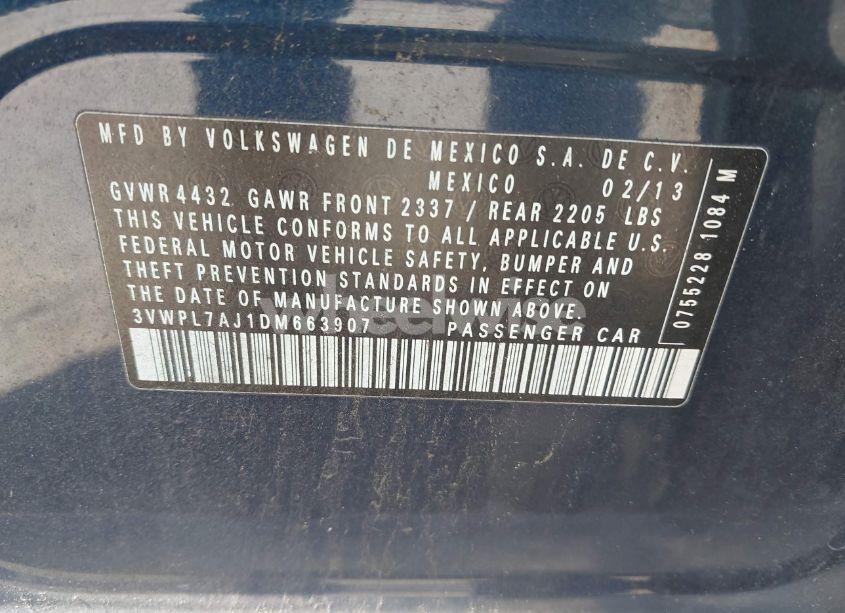 MFD BY VOLKSWAGEN DE MEXICO S.A. DE C.V.
MEXICO 02/13
GVWR 4432 GAWR FRONT 2337 / REAR 2205 LBS
THIS VEHICLE CONFORMS TO ALL APPLICABLE U.S.
FEDERAL MOTOR VEHICLE SAFETY, BUMPER AND
THEFT PREVENTION STANDARDS IN EFFECT ON
THE DATE OF MANUFACTURE SHOWN ABOVE.
3VWPL7AJ1DM663907 PASSENGER CAR
0755228 1084 M